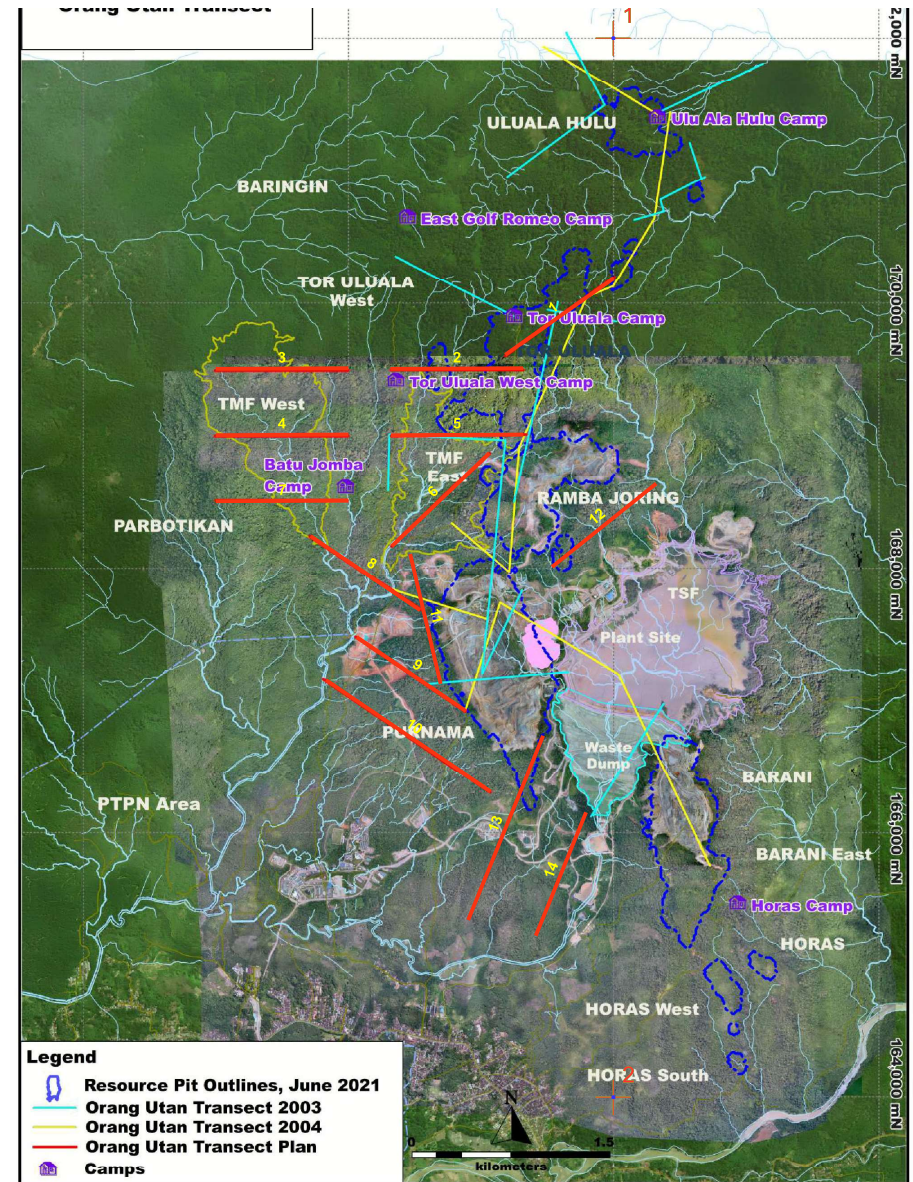 Orang Utan Transect
1
2,000 mN
ULUALA HULU
Ulu Ala Hulu Camp
BARINGIN
East Golf Romeo Camp
TOR ULUALA
West
170,000 mN
1
Tor Uluala Camp
3
2
Tor Uluala West Camp
TMF West
4
5
TMF
East
Batu Jomba
Camp
7
6
RAMBA JORING
12
PARBOTIKAN
168,000 mN
8
TSF
11
Plant Site
9
10
PURNAMA
Waste
Dump
BARANI
PTPN Area
13
166,000 mN
BARANI East
14
Horas Camp
HORAS
HORAS West
164,000 mN
HORAS South
2
Legend
Resource Pit Outlines, June 2021
Orang Utan Transect 2003
Orang Utan Transect 2004
Orang Utan Transect Plan
Camps
N
0 1.5
kilometers